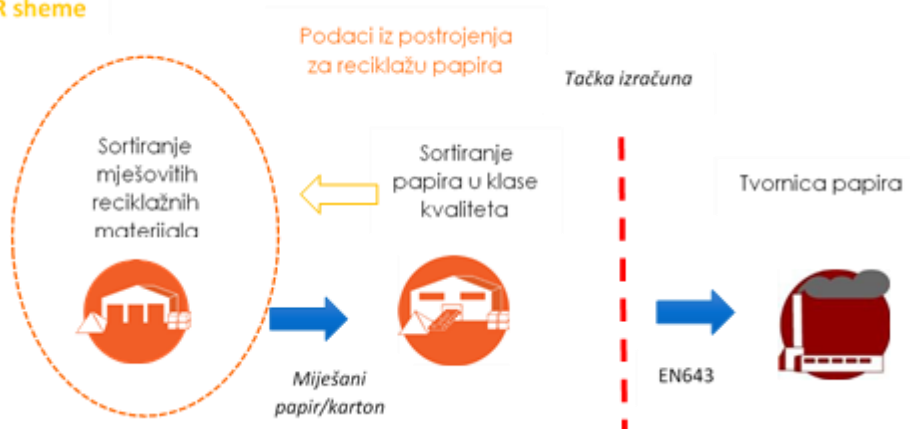 R sheme
Podaci iz postrojenja
za reciklažu papira
Tačka izračuna
Sortiranje
mješovitih
reciklažnih
materijala
Sortiranje
papira u klase
kvaliteta
Tvornica papira
Miješani
papir/karton
EN643